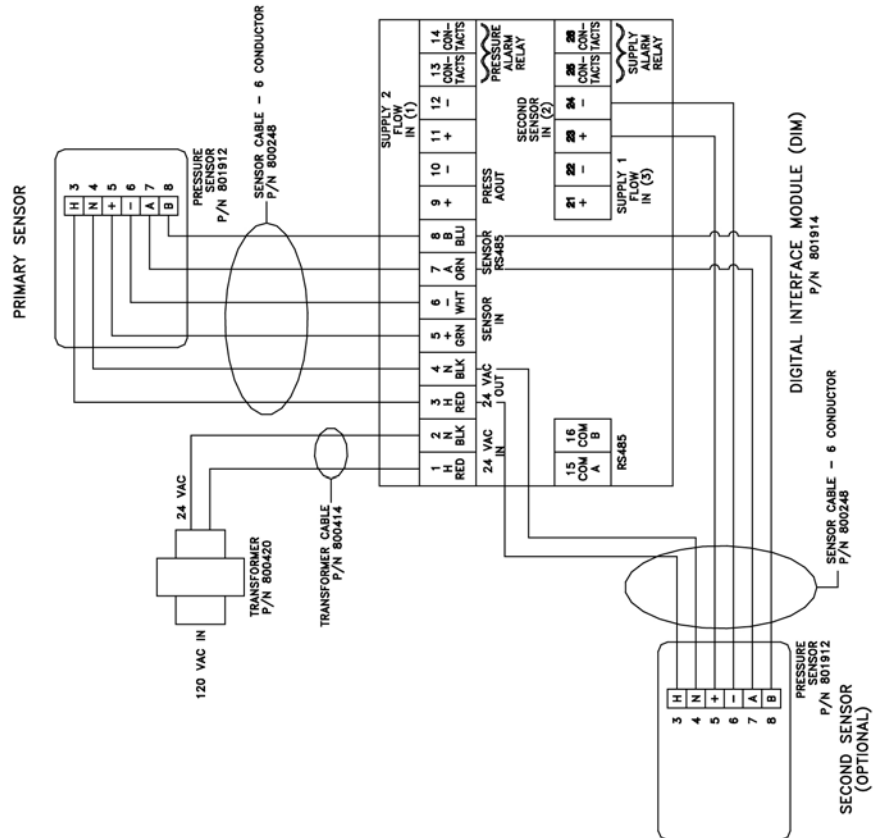 PRIMARY SENSOR
3 H
4 N
5 +
6 -
7 A
8 B
PRESSURE
SENSOR
P/N 801912
SENSOR CABLE - 6 CONDUCTOR
P/N 800248
120 VAC IN
24 VAC
TRANSFORMER
P/N 800420
TRANSFORMER CABLE
P/N 800414
1 H RED
2 N BLK
3 H RED
4 N BLK
5 + GRN
6 - WHT
7 A ORN
8 B BLU
9 +
10 -
11 +
12 -
13 CON-
TACTS
14 CON-
TACTS
24 VAC
IN
24 VAC
OUT
SENSOR
IN
SENSOR
RS485
PRESS
AOUT
SUPPLY 2
FLOW
IN (1)
PRESSURE
ALARM
RELAY
15 COM A
16 COM B
RS485
21 +
22 -
23 +
24 -
25 CON-
TACTS
26 CON-
TACTS
SUPPLY 1
FLOW
IN (3)
SECOND
SENSOR
IN (2)
SUPPLY
ALARM
RELAY
DIGITAL INTERFACE MODULE (DIM)
P/N 801914
SENSOR CABLE - 6 CONDUCTOR
P/N 800248
3 H
4 N
5 +
6 -
7 A
8 B
PRESSURE
SENSOR
P/N 801912
SECOND SENSOR
(OPTIONAL)